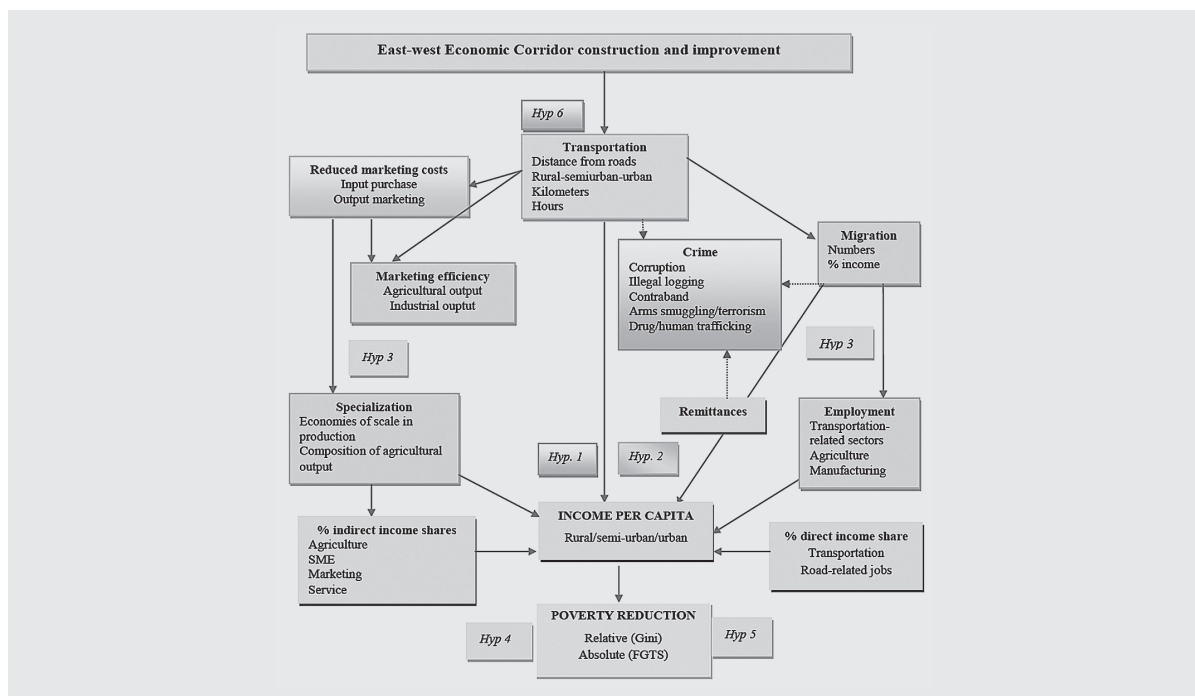 East-west Economic Corridor construction and improvement
Hyp 6
Transportation
Distance from roads
Rural-semiurban-urban
Kilometers
Hours
Reduced marketing costs
Input purchase
Output marketing
Migration
Numbers
% income
Crime
Corruption
Illegal logging
Contraband
Arms smuggling/terrorism
Drug/human trafficking
Marketing efficiency
Agricultural output
Industrial ouptut
Hyp 3
Hyp 3
Specialization
Economies of scale in
production
Composition of agricultural
output
Remittances
Employment
Transportation-
related sectors
Agriculture
Manufacturing
Hyp. 1
Hyp. 2
INCOME PER CAPITA
Rural/semi-urban/urban
% indirect income shares
Agriculture
SME
Marketing
Service
% direct income share
Transportation
Road-related jobs
POVERTY REDUCTION
Relative (Gini)
Absolute (FGTS)
Hyp 4
Hyp 5